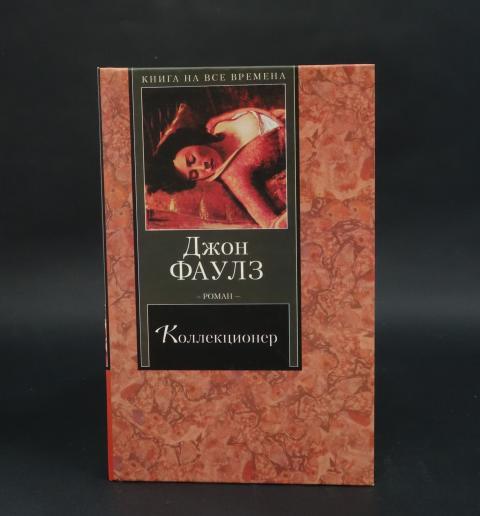 КНИГА НА ВСЕ ВРЕМЕНА
Джон
ФАУЛЗ
– РОМАН –
Коллекционер